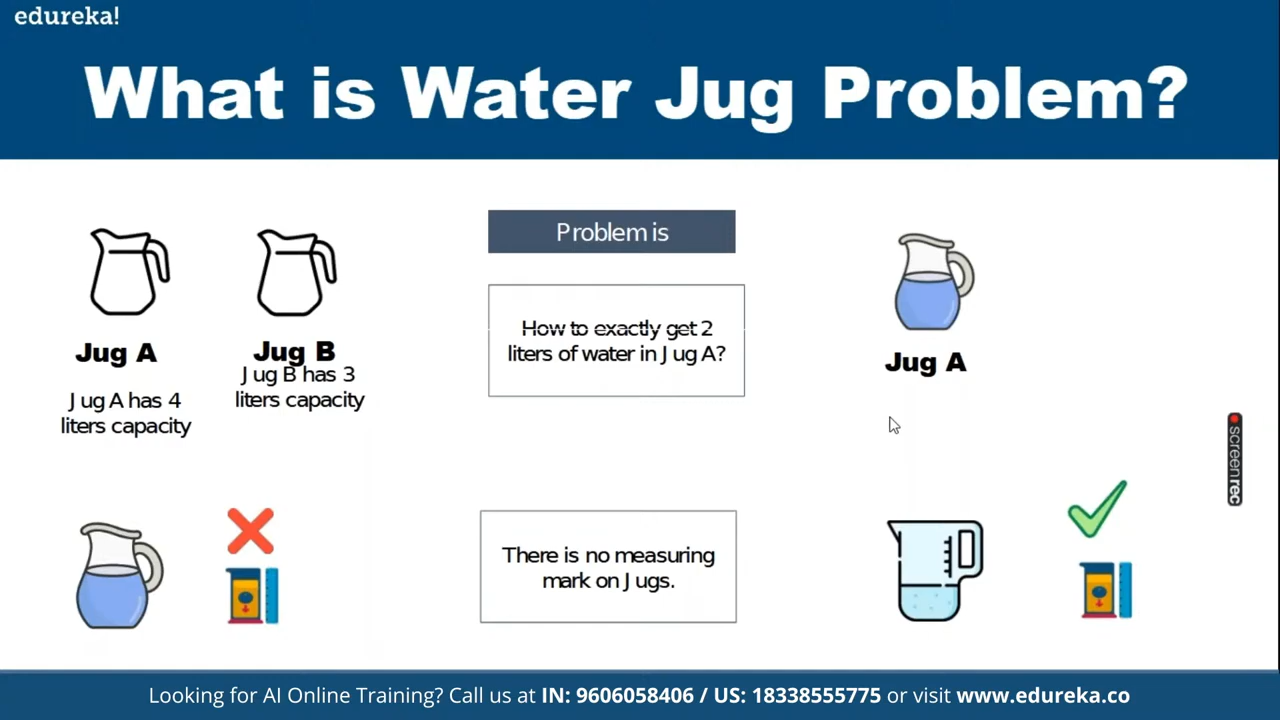 edureka!
What is Water Jug Problem?
Problem is
Jug A
Jug A has 4
liters capacity
Jug B
Jug B has 3
liters capacity
How to exactly get 2
liters of water in Jug A?
Jug A
There is no measuring
mark on Jugs.
screenrec
Looking for AI Online Training? Call us at IN: 9606058406 / US: 18338555775 or visit www.edureka.co